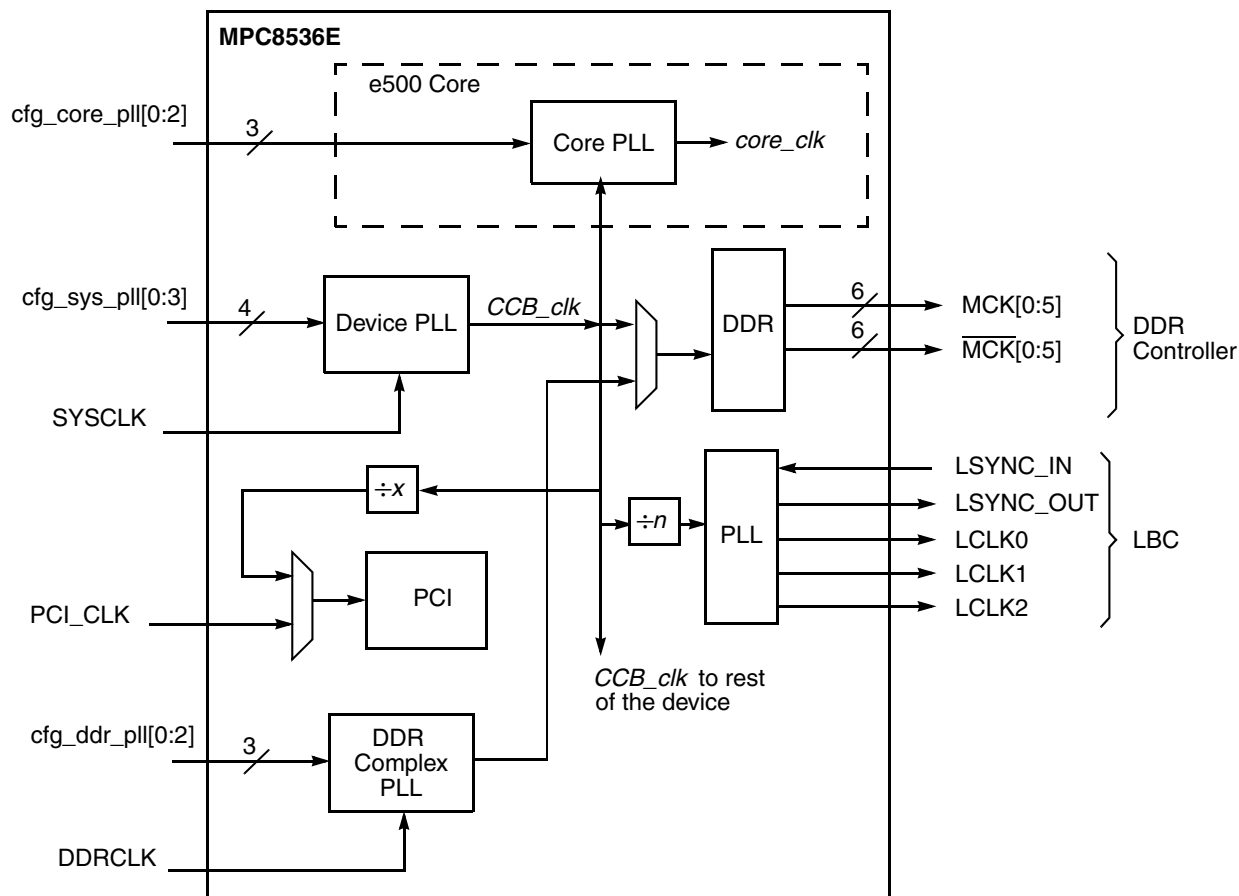 MPC8536E
e500 Core
cfg_core_pll[0:2]
3
Core PLL
core_clk
cfg_sys_pll[0:3]
4
Device PLL
CCB_clk
DDR
6
MCK[0:5]
6
MCK[0:5]
DDR
Controller
SYSCLK
÷x
÷n
PLL
LSYNC_IN
LSYNC_OUT
LCLK0
LCLK1
LCLK2
LBC
PCI
PCI_CLK
CCB_clk to rest
of the device
cfg_ddr_pll[0:2]
3
DDR
Complex
PLL
DDRCLK